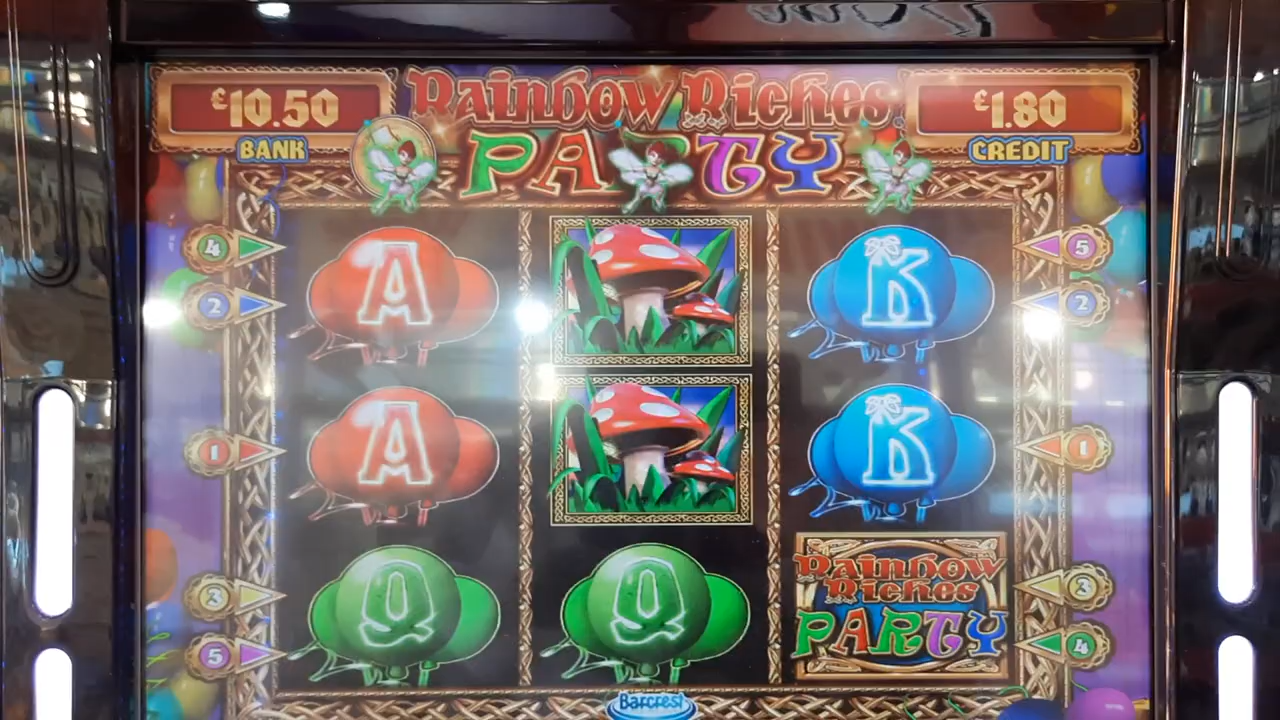 £10.50
BANK
Rainbow Riches
PARTY
£1.80
CREDIT
4
5
2
2
A
K
1
1
A
K
3
3
Q
Q
Rainbow
Riches
PARTY
5
4
Barcrest